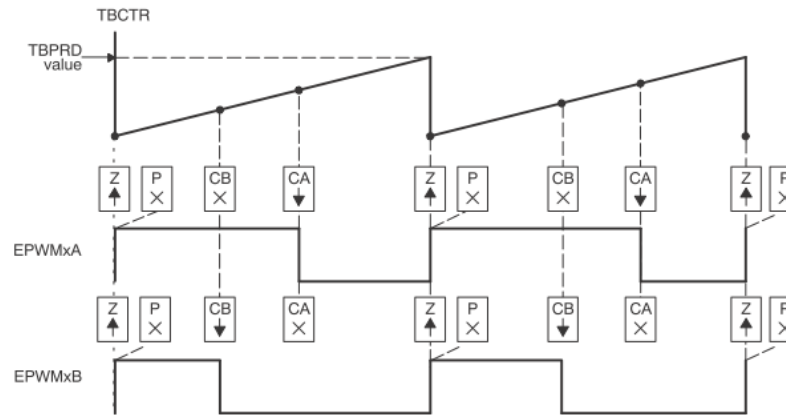 TBCTR
TBPRD
value
Z P CB CA Z P CB CA Z P
EPWMxA
Z P CB CA Z P CB CA Z P
EPWMxB